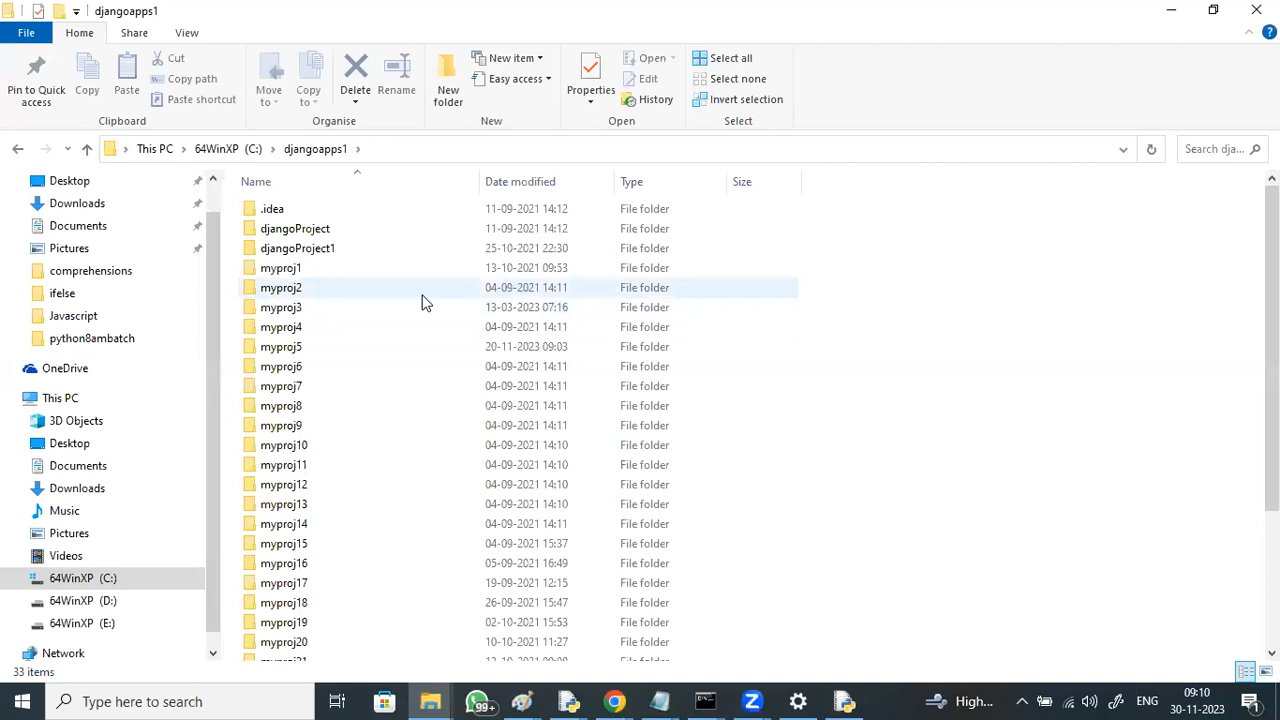 djangoapps1
File
Home
Share
View
Pin to Quick access
Copy
Paste
Cut
Copy path
Paste shortcut
Clipboard
Move to
Copy to
Delete
Rename
Organise
New folder
New item
Easy access
New
Properties
Open
Edit
History
Open
Select all
Select none
Invert selection
Select
This PC
64WinXP (C:)
djangoapps1
Search dja...
Desktop
Downloads
Documents
Pictures
comprehensions
ifelse
Javascript
python8ambatch
OneDrive
This PC
3D Objects
Desktop
Documents
Downloads
Music
Pictures
Videos
64WinXP (C:)
64WinXP (D:)
64WinXP (E:)
Network
Name Date modified Type Size
.idea 11-09-2021 14:12 File folder
djangoProject 11-09-2021 14:12 File folder
djangoProject1 25-10-2021 22:30 File folder
myproj1 13-10-2021 09:53 File folder
myproj2 04-09-2021 14:11 File folder
myproj3 13-03-2023 07:16 File folder
myproj4 04-09-2021 14:11 File folder
myproj5 20-11-2023 09:03 File folder
myproj6 04-09-2021 14:11 File folder
myproj7 04-09-2021 14:11 File folder
myproj8 04-09-2021 14:11 File folder
myproj9 04-09-2021 14:11 File folder
myproj10 04-09-2021 14:10 File folder
myproj11 04-09-2021 14:10 File folder
myproj12 04-09-2021 14:10 File folder
myproj13 04-09-2021 14:10 File folder
myproj14 04-09-2021 14:11 File folder
myproj15 04-09-2021 15:37 File folder
myproj16 05-09-2021 16:49 File folder
myproj17 19-09-2021 12:15 File folder
myproj18 26-09-2021 15:47 File folder
myproj19 02-10-2021 15:53 File folder
myproj20 10-10-2021 11:27 File folder
33 items
Type here to search
99+
High...
ENG
09:10
30-11-2023
1